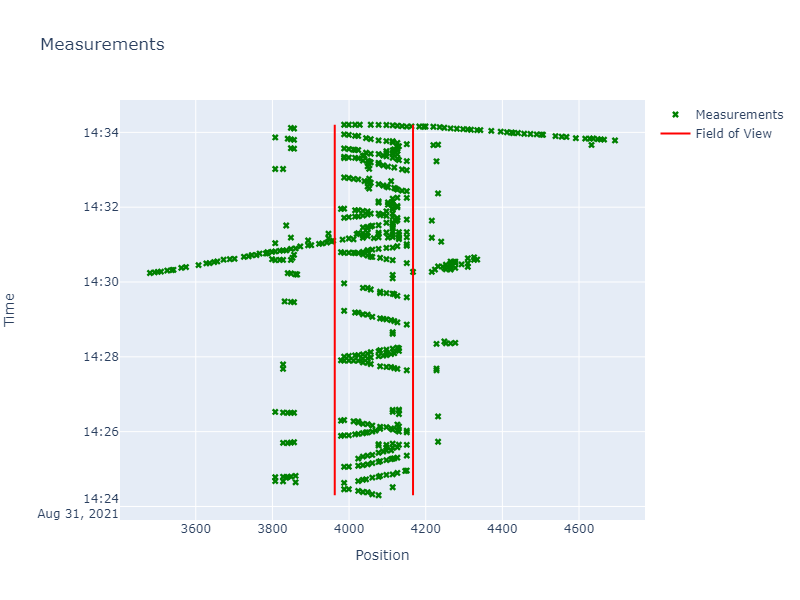 Measurements
Measurements
Field of View
14:34
14:32
14:30
14:28
14:26
14:24
Aug 31, 2021
3600
3800
4000
4200
4400
4600
Position
Time